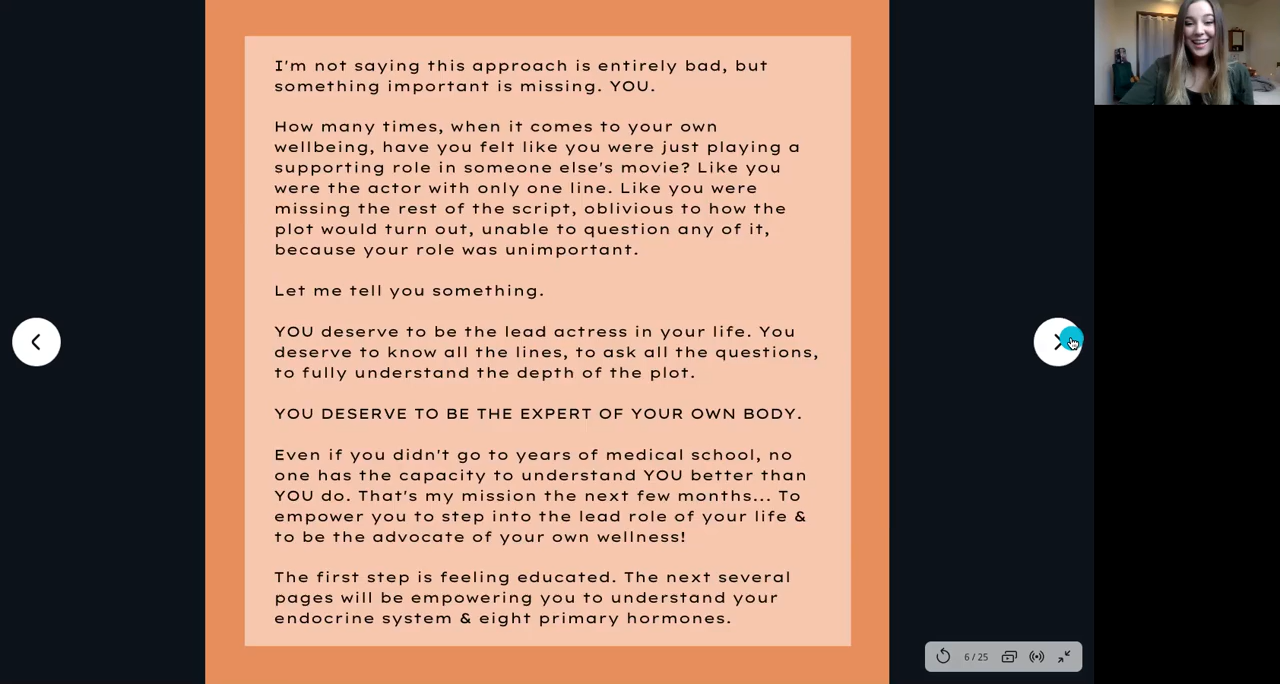 I'm not saying this approach is entirely bad, but
something important is missing. YOU.
How many times, when it comes to your own
wellbeing, have you felt like you were just playing a
supporting role in someone else's movie? Like you
were the actor with only one line. Like you were
missing the rest of the script, oblivious to how the
plot would turn out, unable to question any of it,
because your role was unimportant.
Let me tell you something.
YOU deserve to be the lead actress in your life. You
deserve to know all the lines, to ask all the questions,
to fully understand the depth of the plot.
YOU DESERVE TO BE THE EXPERT OF YOUR OWN BODY.
Even if you didn't go to years of medical school, no
one has the capacity to understand YOU better than
YOU do. That's my mission the next few months... To
empower you to step into the lead role of your life &
to be the advocate of your own wellness!
The first step is feeling educated. The next several
pages will be empowering you to understand your
endocrine system & eight primary hormones.
6 / 25